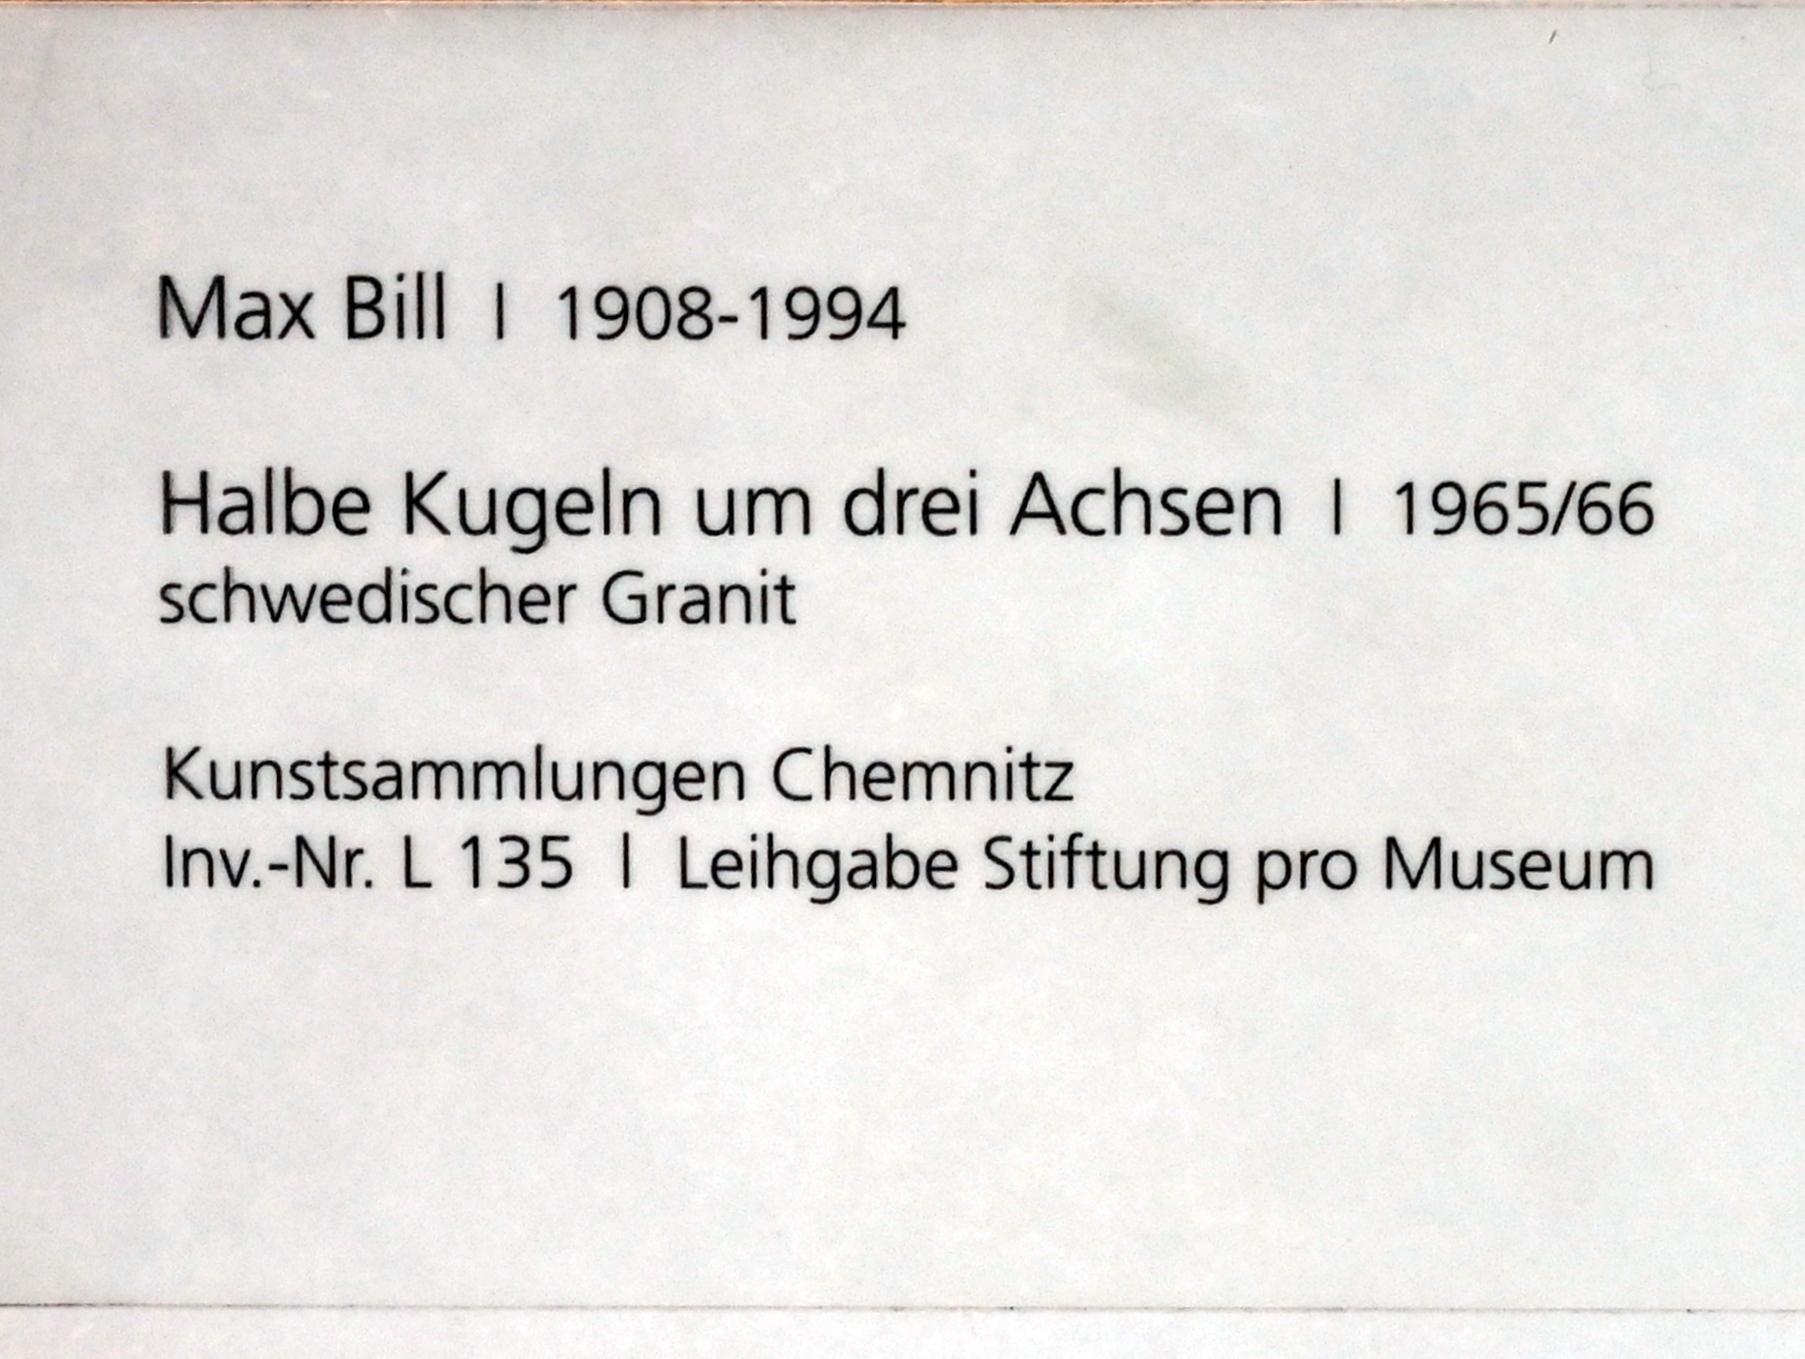 Max Bill | 1908-1994
Halbe Kugeln um drei Achsen | 1965/66
schwedischer Granit
Kunstsammlungen Chemnitz
Inv.-Nr. L 135 | Leihgabe Stiftung pro Museum